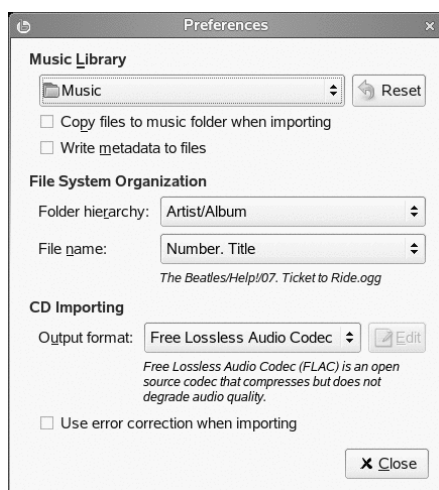 Preferences
Music Library
Music
Reset
Copy files to music folder when importing
Write metadata to files
File System Organization
Folder hierarchy: Artist/Album
File name: Number. Title
The Beatles/Help!/07. Ticket to Ride.ogg
CD Importing
Output format: Free Lossless Audio Codec Edit
Free Lossless Audio Codec (FLAC) is an open
source codec that compresses but does not
degrade audio quality.
Use error correction when importing
Close